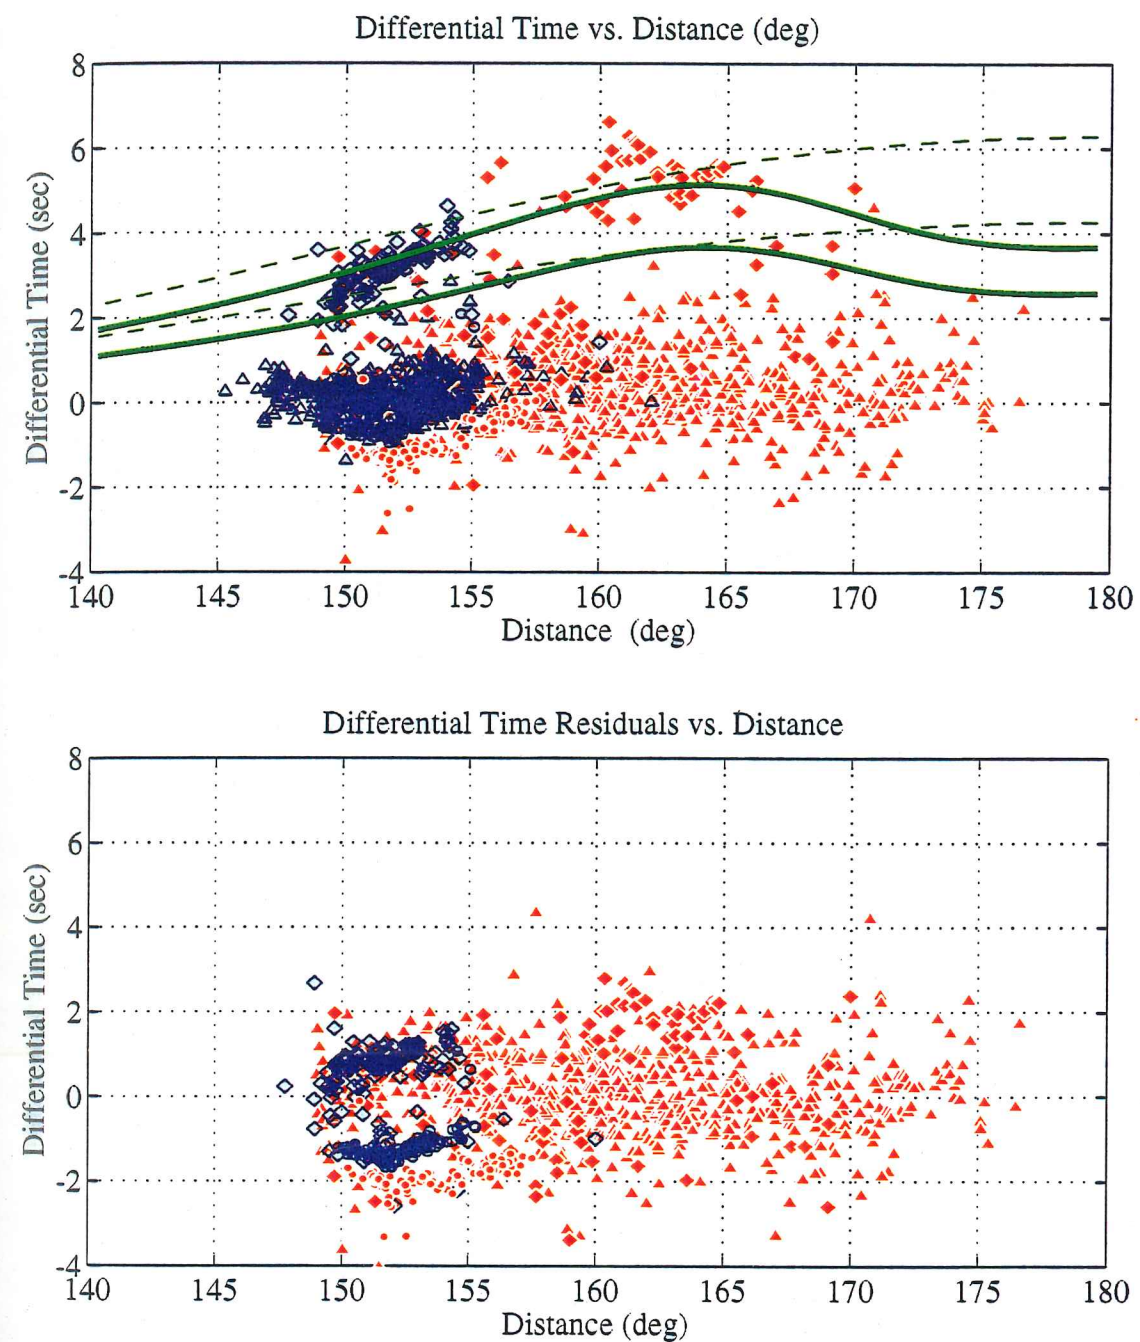 Differential Time vs. Distance (deg)
8
6
4
2
0
-2
-4
Differential Time (sec)
140 145 150 155 160 165 170 175 180
Distance (deg)
Differential Time Residuals vs. Distance
8
6
4
2
0
-2
-4
Differential Time (sec)
140 145 150 155 160 165 170 175 180
Distance (deg)